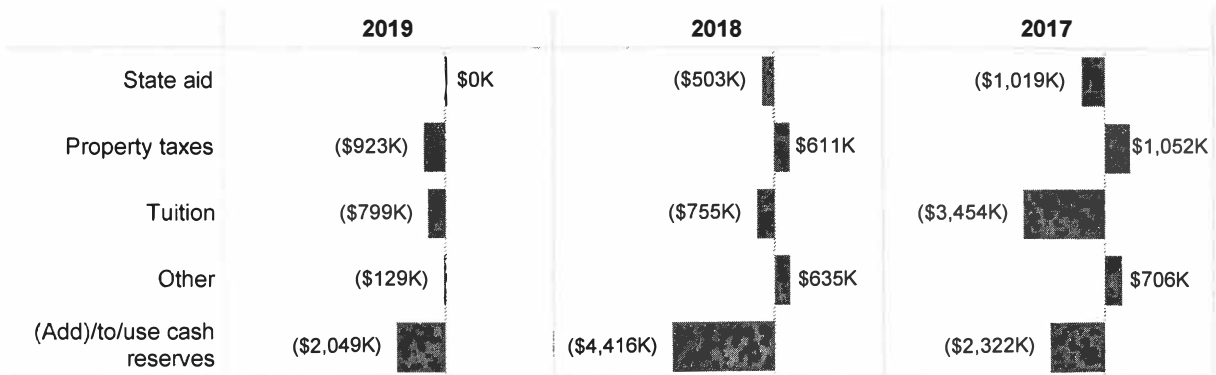 2019 2018 2017
State aid $0K ($503K) ($1,019K)
Property taxes ($923K) $611K $1,052K
Tuition ($799K) ($755K) ($3,454K)
Other ($129K) $635K $706K
(Add)/to/use cash
reserves ($2,049K) ($4,416K) ($2,322K)